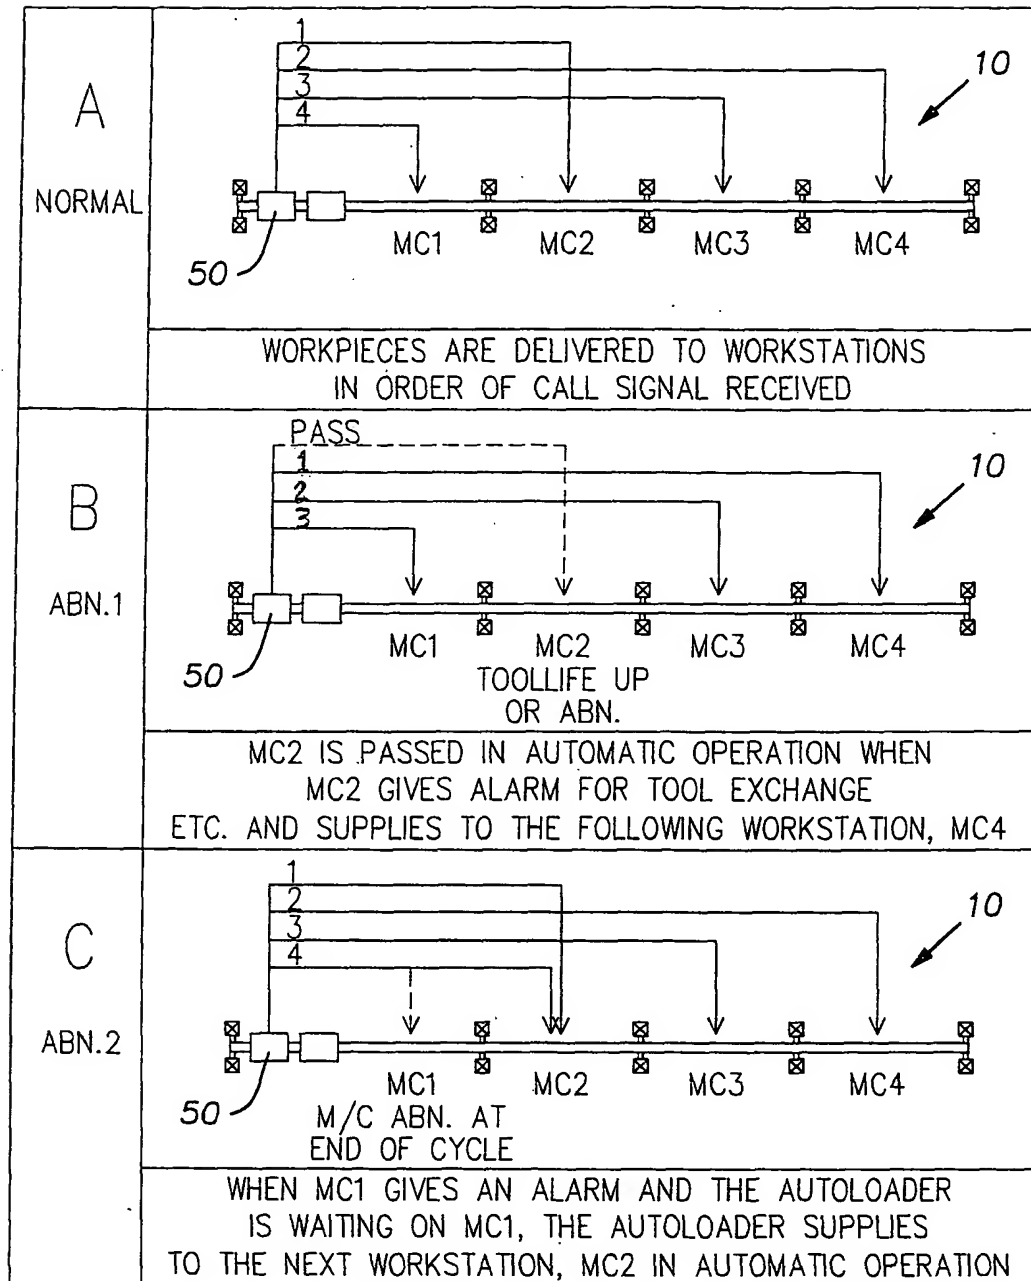 A
NORMAL
1
2
3
4
10
50
MC1 MC2 MC3 MC4
WORKPIECES ARE DELIVERED TO WORKSTATIONS
IN ORDER OF CALL SIGNAL RECEIVED
B
ABN.1
PASS
1
2
3
10
50
MC1 MC2 MC3 MC4
TOOLLIFE UP
OR ABN.
MC2 IS PASSED IN AUTOMATIC OPERATION WHEN
MC2 GIVES ALARM FOR TOOL EXCHANGE
ETC. AND SUPPLIES TO THE FOLLOWING WORKSTATION, MC4
C
ABN.2
1
2
3
4
10
50
MC1 MC2 MC3 MC4
M/C ABN. AT
END OF CYCLE
WHEN MC1 GIVES AN ALARM AND THE AUTOLOADER
IS WAITING ON MC1, THE AUTOLOADER SUPPLIES
TO THE NEXT WORKSTATION, MC2 IN AUTOMATIC OPERATION